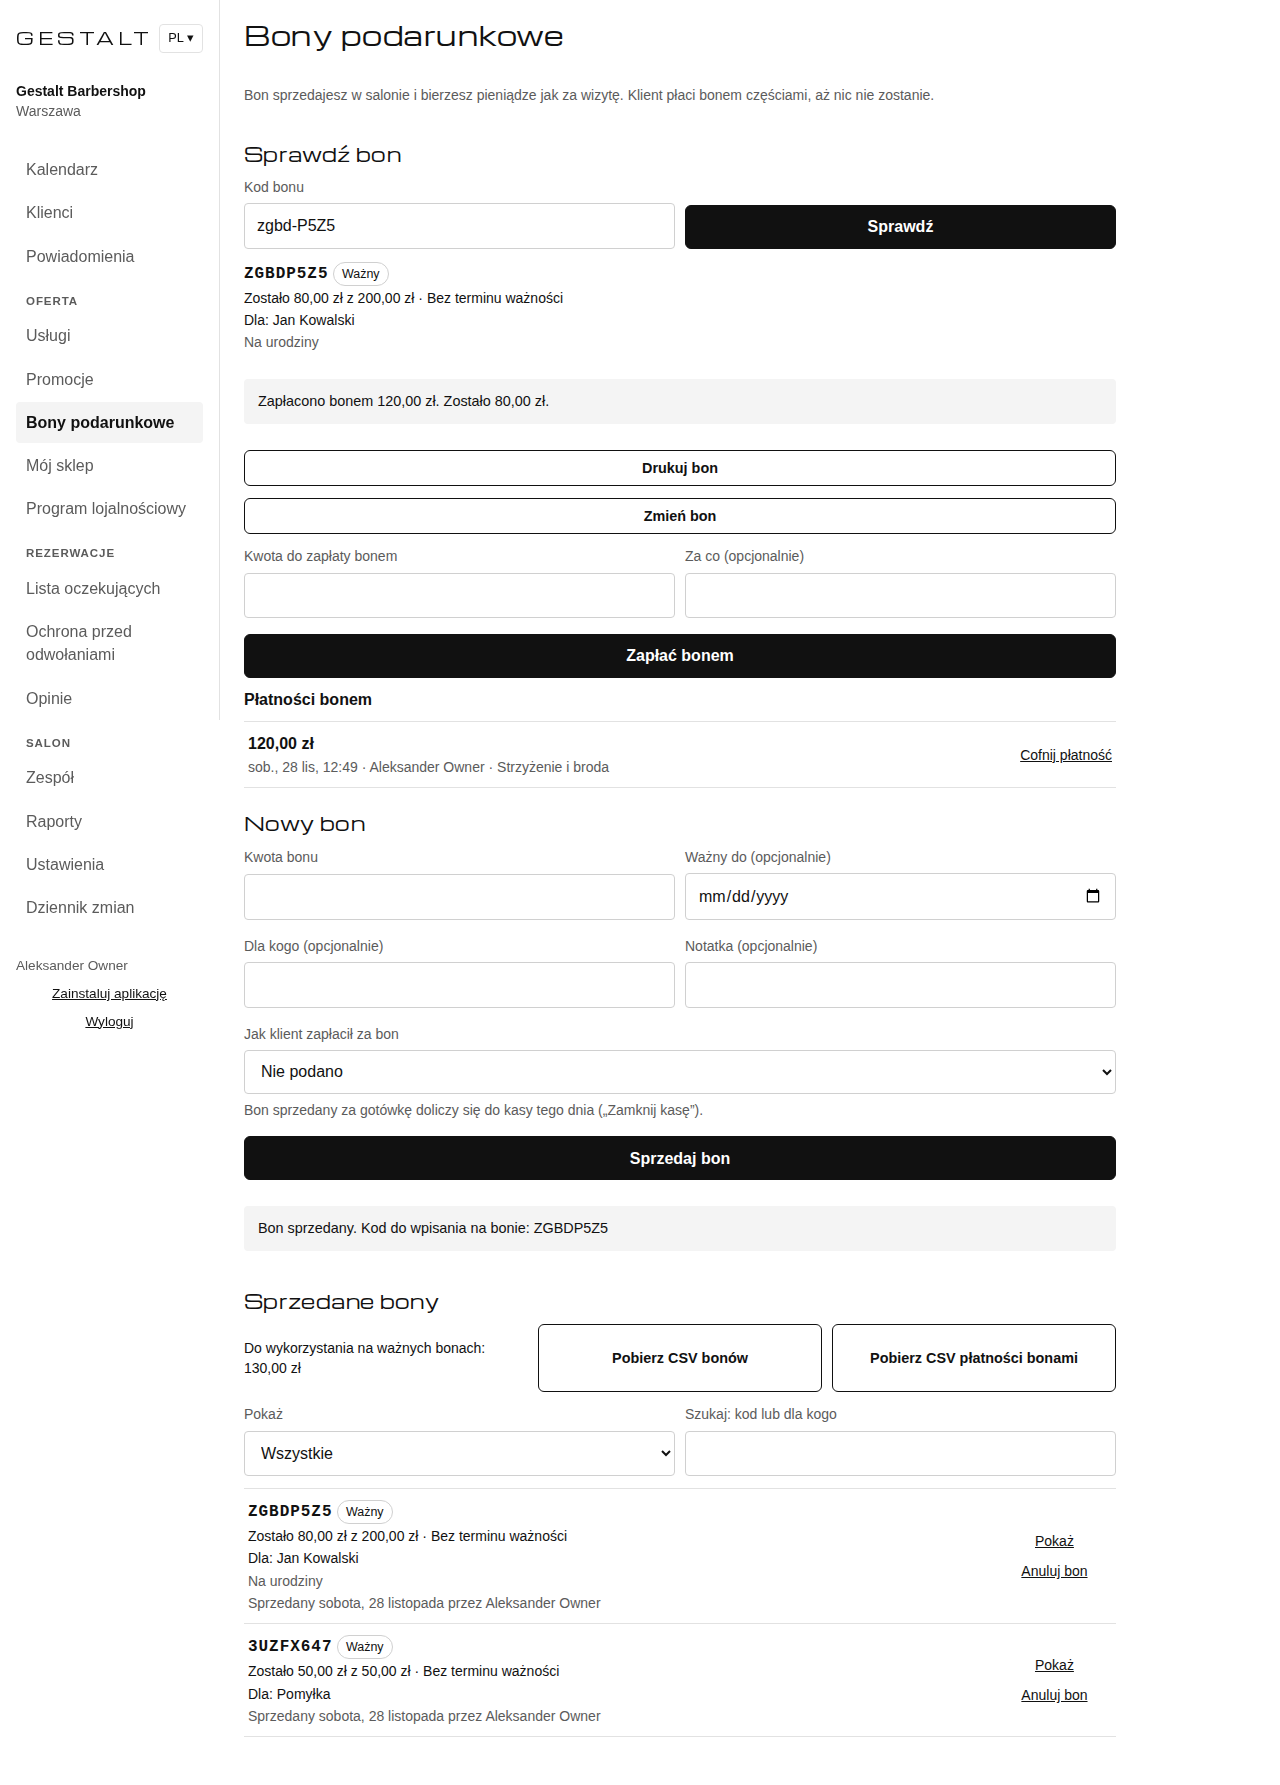 GESTALT
PL ▾
Gestalt Barbershop
Warszawa
Kalendarz
Klienci
Powiadomienia
OFERTA
Usługi
Promocje
Bony podarunkowe
Mój sklep
Program lojalnościowy
REZERWACJE
Lista oczekujących
Ochrona przed
odwołaniami
Opinie
SALON
Zespół
Raporty
Ustawienia
Dziennik zmian
Aleksander Owner
Zainstaluj aplikację
Wyloguj
Bony podarunkowe
Bon sprzedajesz w salonie i bierzesz pieniądze jak za wizytę. Klient płaci bonem częściami, aż nic nie zostanie.
Sprawdź bon
Kod bonu
zgbd-P5Z5
Sprawdź
ZGBDP5Z5 Ważny
Zostało 80,00 zł z 200,00 zł · Bez terminu ważności
Dla: Jan Kowalski
Na urodziny
Zapłacono bonem 120,00 zł. Zostało 80,00 zł.
Drukuj bon
Zmień bon
Kwota do zapłaty bonem
Za co (opcjonalnie)
Zapłać bonem
Płatności bonem
120,00 zł
sob., 28 lis, 12:49 · Aleksander Owner · Strzyżenie i broda
Cofnij płatność
Nowy bon
Kwota bonu
Ważny do (opcjonalnie)
mm/dd/yyyy
Dla kogo (opcjonalnie)
Notatka (opcjonalnie)
Jak klient zapłacił za bon
Nie podano
Bon sprzedany za gotówkę doliczy się do kasy tego dnia („Zamknij kasę”).
Sprzedaj bon
Bon sprzedany. Kod do wpisania na bonie: ZGBDP5Z5
Sprzedane bony
Do wykorzystania na ważnych bonach:
130,00 zł
Pobierz CSV bonów
Pobierz CSV płatności bonami
Pokaż
Szukaj: kod lub dla kogo
Wszystkie
ZGBDP5Z5 Ważny
Zostało 80,00 zł z 200,00 zł · Bez terminu ważności
Dla: Jan Kowalski
Na urodziny
Sprzedany sobota, 28 listopada przez Aleksander Owner
Pokaż
Anuluj bon
3UZFX647 Ważny
Zostało 50,00 zł z 50,00 zł · Bez terminu ważności
Dla: Pomyłka
Sprzedany sobota, 28 listopada przez Aleksander Owner
Pokaż
Anuluj bon